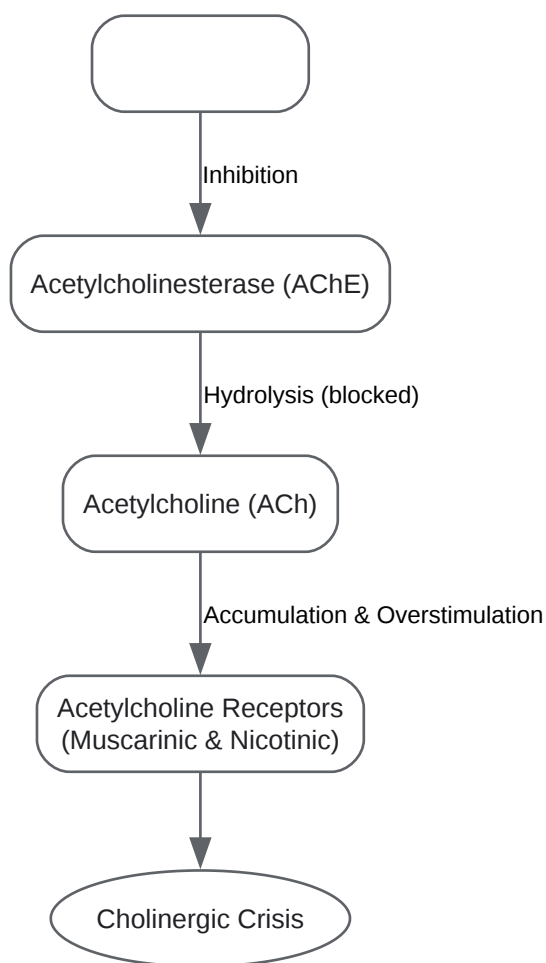 Inhibition
Acetylcholinesterase (AChE)
Hydrolysis (blocked)
Acetylcholine (ACh)
Accumulation & Overstimulation
Acetylcholine Receptors
(Muscarinic & Nicotinic)
Cholinergic Crisis